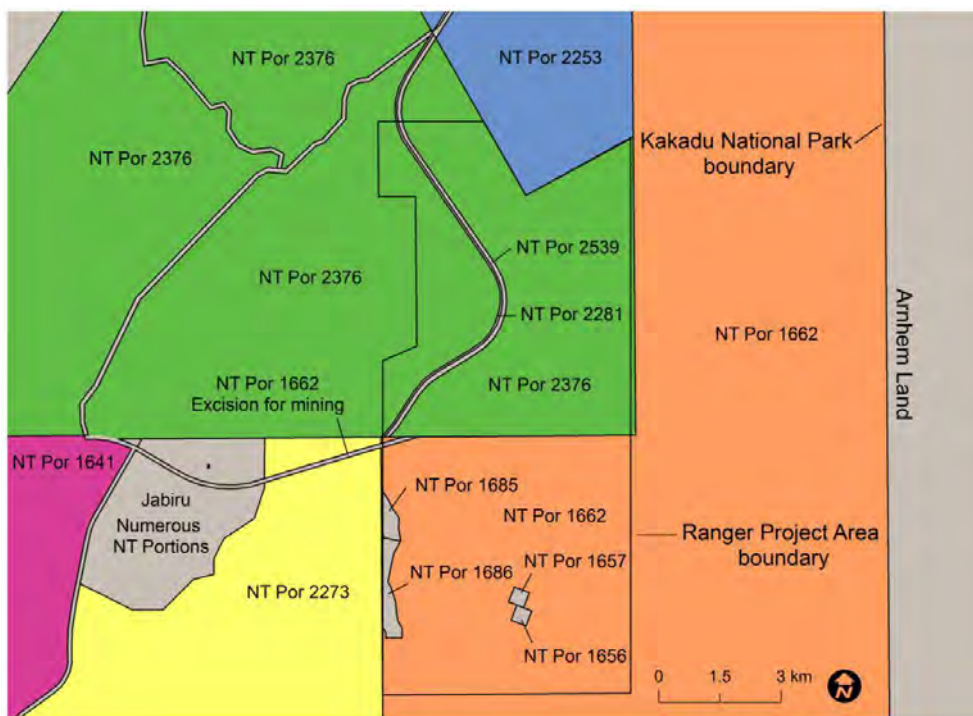 NT Por 2376
NT Por 2253
NT Por 2376
Kakadu National Park
boundary
NT Por 2539
NT Por 2376
NT Por 2281
NT Por 1662
Arnhem Land
NT Por 1662
Excision for mining
NT Por 2376
NT Por 1641
Jabiru
Numerous
NT Portions
NT Por 1685
NT Por 1662
Ranger Project Area
boundary
NT Por 1657
NT Por 1686
NT Por 2273
NT Por 1656
0 1.5 3 km
N